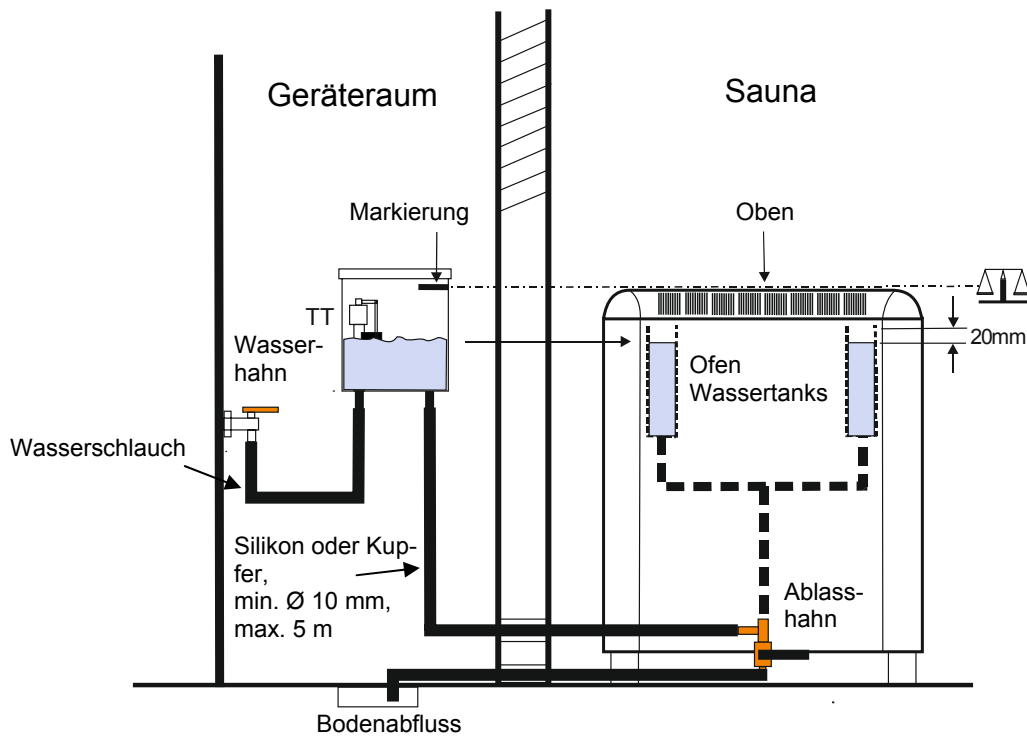 Geräteraum
Sauna
Markierung
Oben
TT
Wasser-
hahn
20mm
Ofen
Wassertanks
Wasserschlauch
Silikon oder Kup-
fer,
min. Ø 10 mm,
max. 5 m
Ablass-
hahn
Bodenabfluss